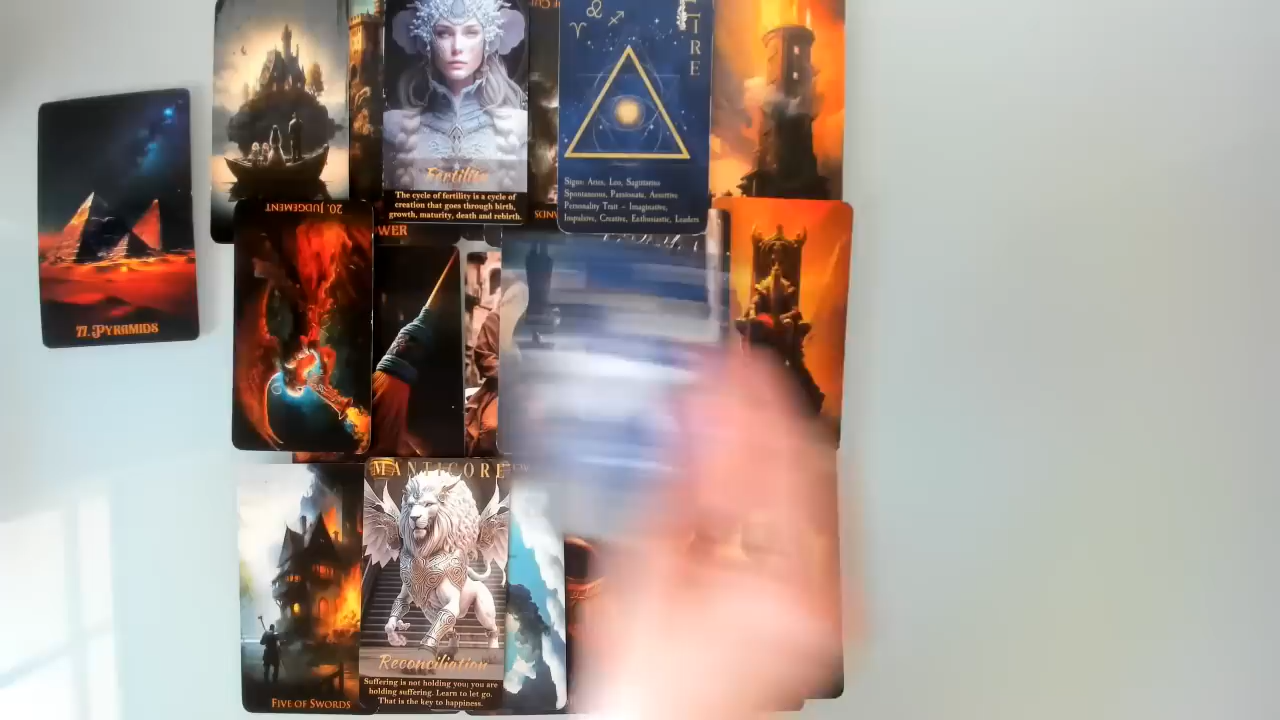 FIRE
Fertility
The cycle of fertility is a cycle of
creation that goes through birth,
growth, maturity, death and rebirth.
Signs: Aries, Leo, Sagittarius
Spontaneous, Passionate, Assertive
Personality Trait – Imaginative,
Impulsive, Creative, Enthusiastic, Leaders
20. JUDGEMENT
WER
77. PYRAMIDS
MANTICORE
Reconciliation
Suffering is not holding you; you are
holding suffering. Learn to let go.
That is the key to happiness.
FIVE OF SWORDS